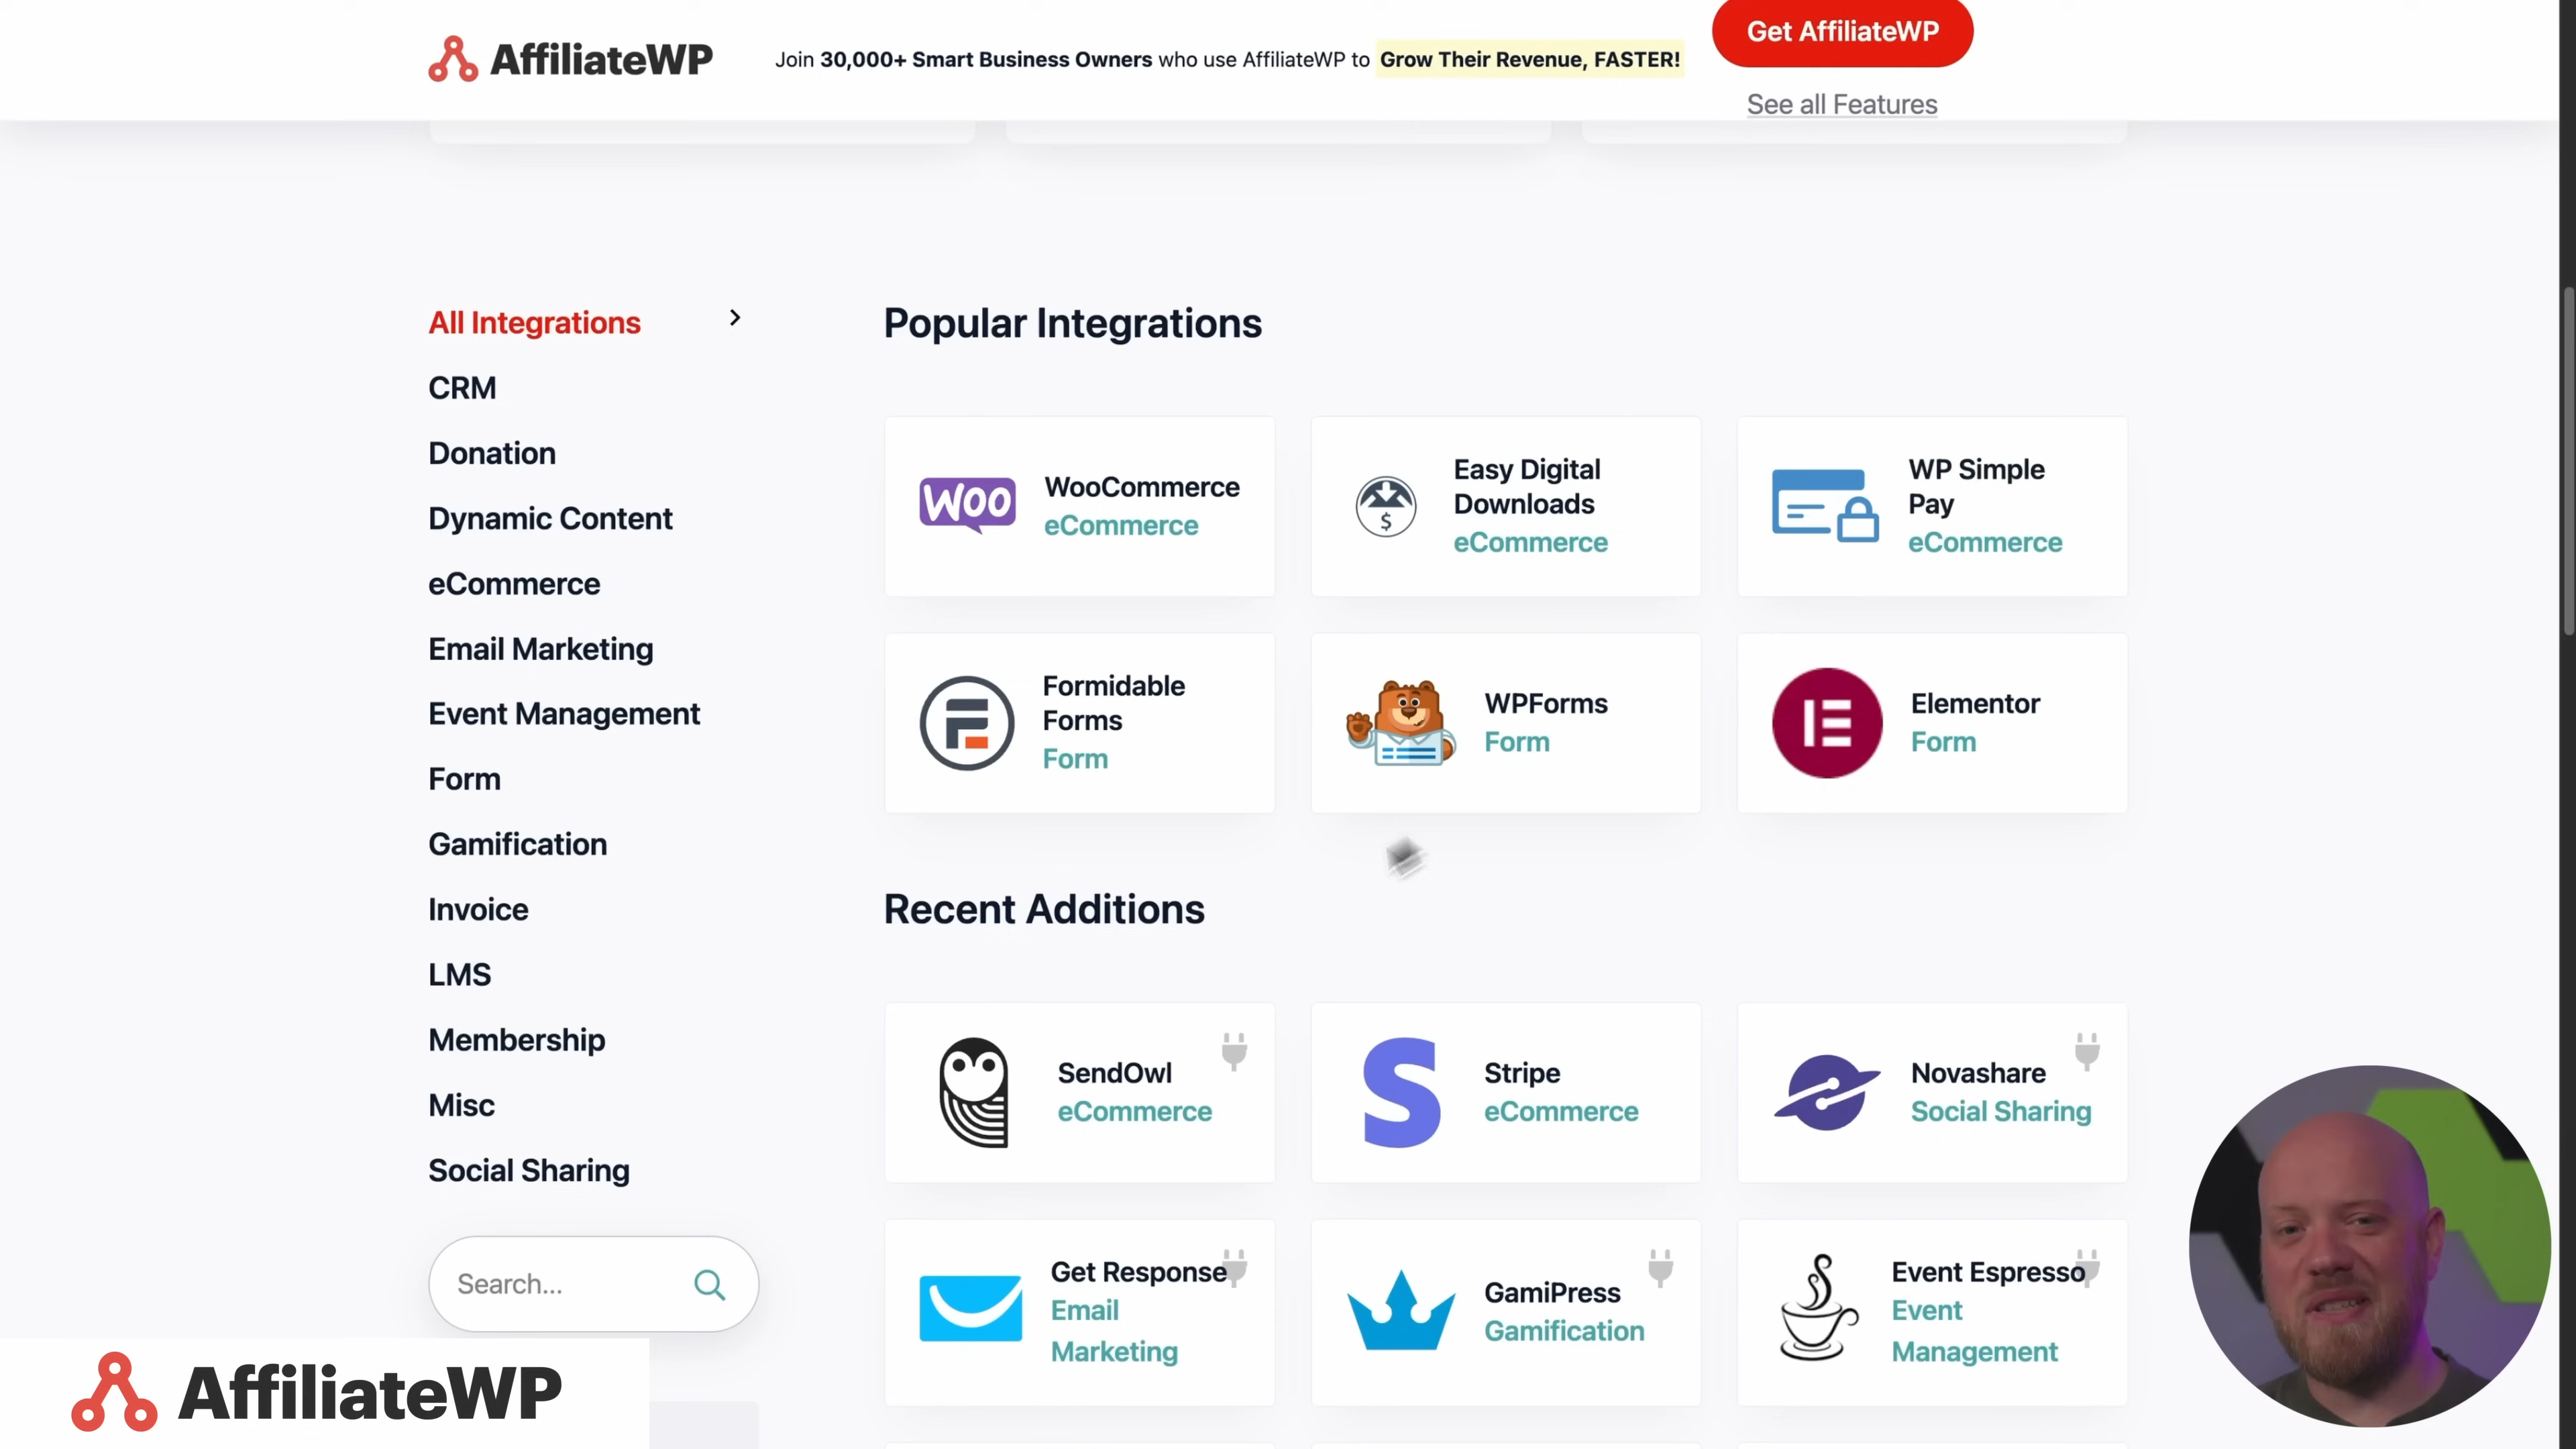 AffiliateWP
Join 30,000+ Smart Business Owners who use AffiliateWP to Grow Their Revenue, FASTER!
Get AffiliateWP
See all Features
All Integrations
CRM
Donation
Dynamic Content
eCommerce
Email Marketing
Event Management
Form
Gamification
Invoice
LMS
Membership
Misc
Social Sharing
Search...
Popular Integrations
WOO
WooCommerce
eCommerce
$
Easy Digital
Downloads
eCommerce
WP Simple
Pay
eCommerce
Formidable
Forms
Form
WPForms
Form
Elementor
Form
Recent Additions
SendOwl
eCommerce
S
Stripe
eCommerce
Novashare
Social Sharing
Get Response
Email
Marketing
GamiPress
Gamification
Event Espresso
Event
Management
AffiliateWP